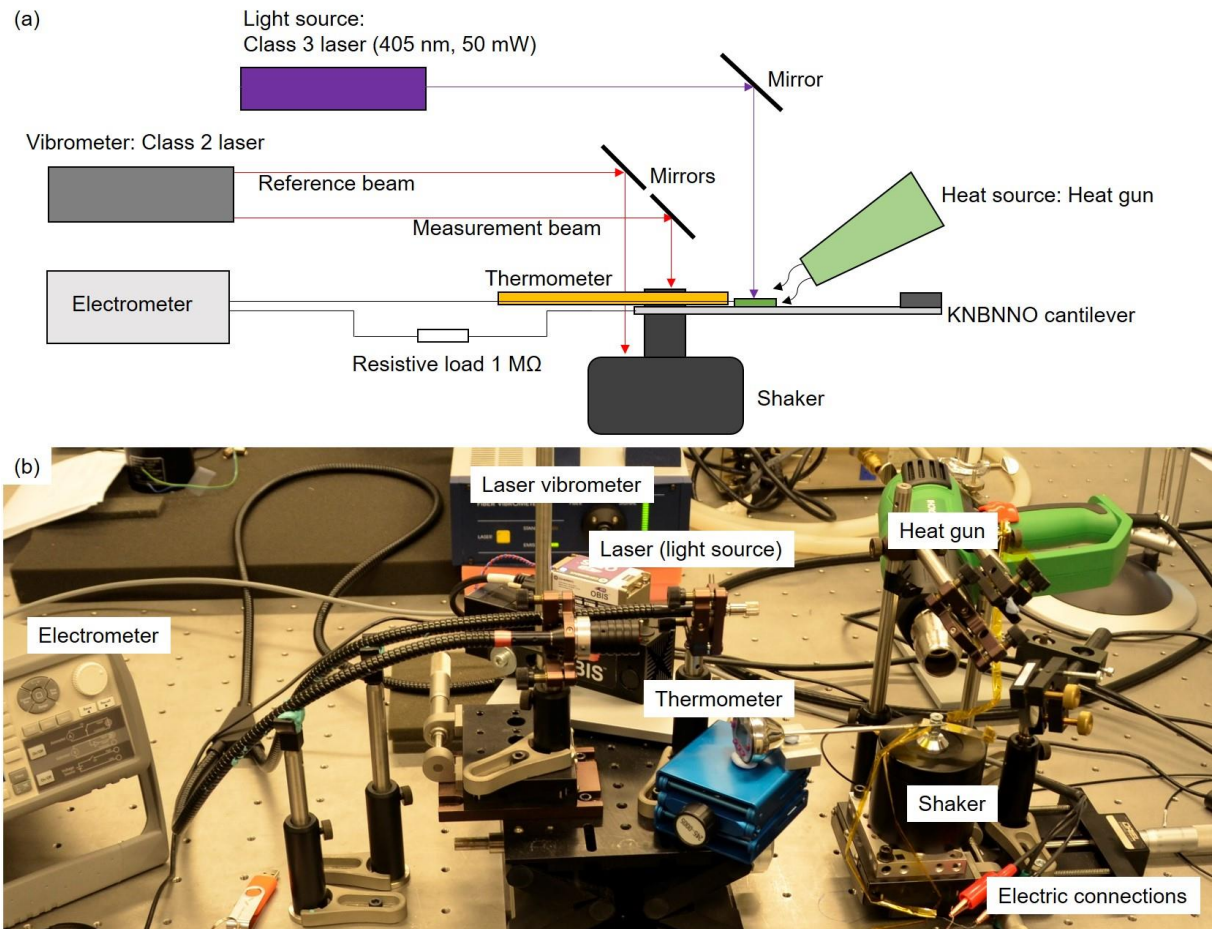 (a)
Light source:
Class 3 laser (405 nm, 50 mW)
Mirror
Vibrometer: Class 2 laser
Reference beam
Mirrors
Heat source: Heat gun
Measurement beam
Thermometer
Electrometer
KNBNNO cantilever
Resistive load 1 MΩ
Shaker
(b)
Laser vibrometer
LASER
Heat gun
Laser (light source)
OBIS
Electrometer
OBIS
Thermometer
Shaker
Electric connections